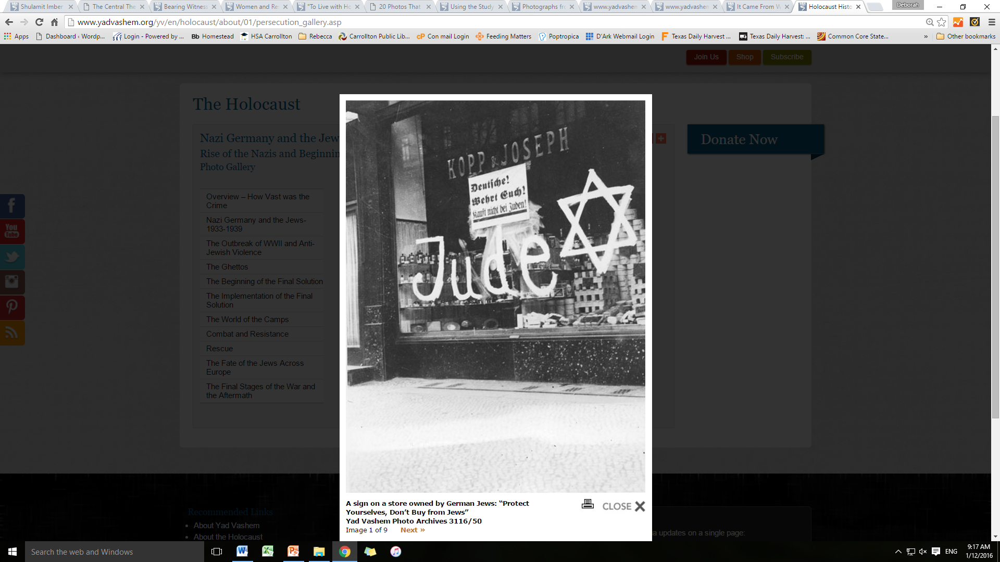 Shulamit Imber
The Central The
Bearing Witness
Women and Re
"To Live with Ho
20 Photos That
Using the Study
Photographs fro
www.yadvashem
www.yadvashem
It Came From W
Holocaust Histo
Deborah
www.yadvashem.org/yv/en/holocaust/about/01/persecution_gallery.asp
Apps
Dashboard ‹ Wordp...
Login - Powered by ...
Bb Homestead
HSA Carrollton
Rebecca
Carrollton Public Lib...
cP Con mail Login
Feeding Matters
Poptropica
D'Ark Webmail Login
Texas Daily Harvest ...
Texas Daily Harvest: ...
Common Core State...
»
Other bookmarks
Join Us
Shop
Subscribe
The Holocaust
Nazi Germany and the Jew
Rise of the Nazis and Beginnin
Photo Gallery
Donate Now
Overview – How Vast was the
Crime
Nazi Germany and the Jews-
1933-1939
The Outbreak of WWII and Anti-
Jewish Violence
The Ghettos
The Beginning of the Final Solution
The Implementation of the Final
Solution
The World of the Camps
Combat and Resistance
Rescue
The Fate of the Jews Across
Europe
The Final Stages of the War and
the Aftermath
You
Tube
KOPP & JOSEPH
Deutsche!
Wehrt Euch!
Kauft nicht bei Juden!
Jude
A sign on a store owned by German Jews: “Protect
Yourselves, Don’t Buy from Jews”
Yad Vashem Photo Archives 3116/50
Image 1 of 9
Next »
CLOSE
Recommended Links
About Yad Vashem
About the Holocaust
a updates on a single page:
Search the web and Windows
ENG
9:17 AM
1/12/2016